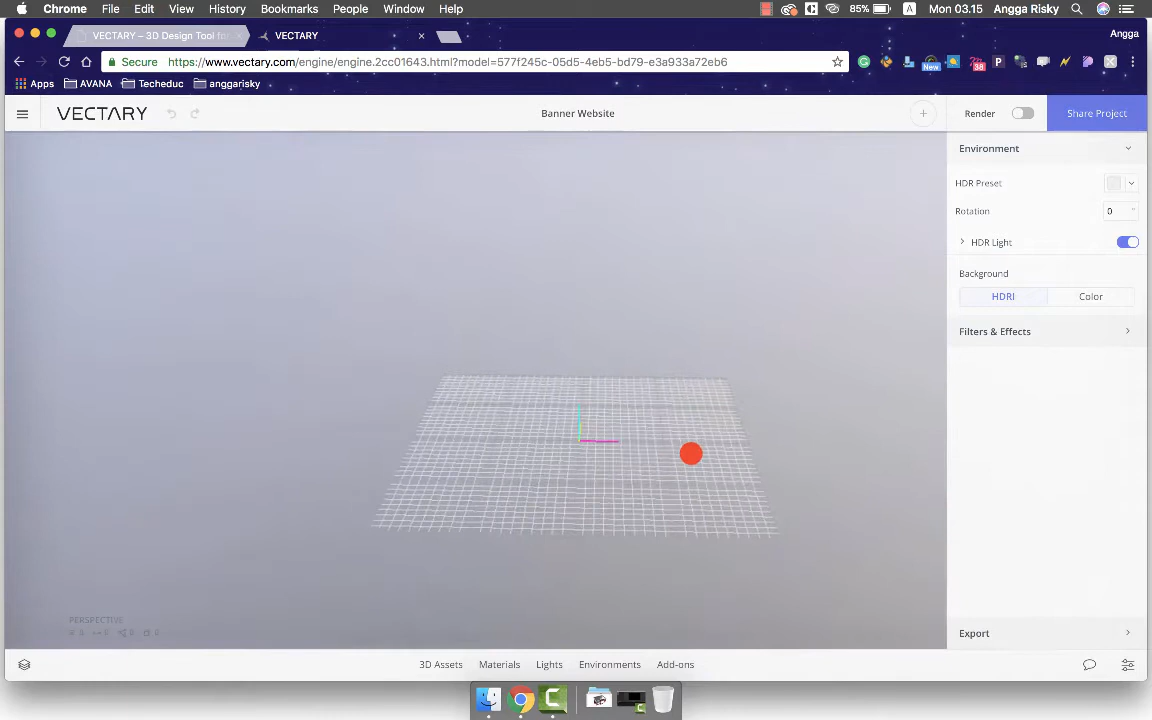 Chrome File Edit View History Bookmarks People Window Help 85% A Mon 03.15 Angga Risky
VECTARY – 3D Design Tool for VECTARY Angga
Secure https://www.vectary.com/engine/engine.2cc01643.html?model=577f245c-05d5-4eb5-bd79-e3a933a72eb6 New 38 P
Apps AVANA Techeduc anggarisky
VECTARY Banner Website Render Share Project
Environment
HDR Preset
Rotation 0 °
HDR Light
Background
HDRI Color
Filters & Effects
PERSPECTIVE
Export
3D Assets Materials Lights Environments Add-ons